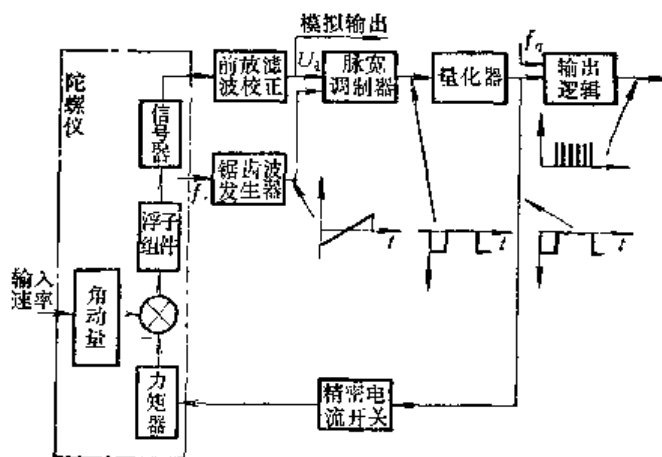 模拟输出
陀螺仪
前放滤
波校正
脉宽
调制器
量化器
输出
逻辑
信号器
锯齿波
发生器
浮子
组件
t
t
t
输入
速率
角动量
力矩器
精密电
流开关